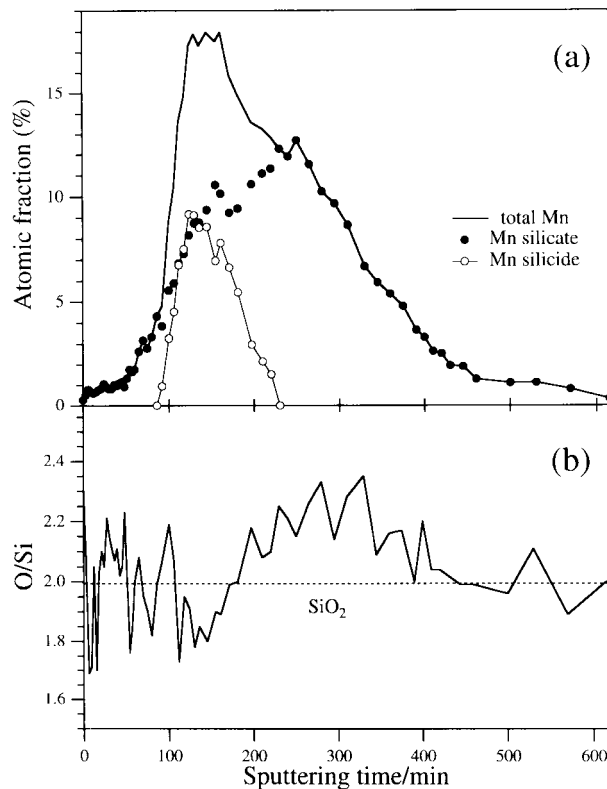 (a)
Atomic fraction (%)
15
10
5
0
total Mn
Mn silicate
Mn silicide
(b)
O/Si
2.4
2.2
2.0
1.8
1.6
SiO2
0 100 200 300 400 500 600
Sputtering time/min